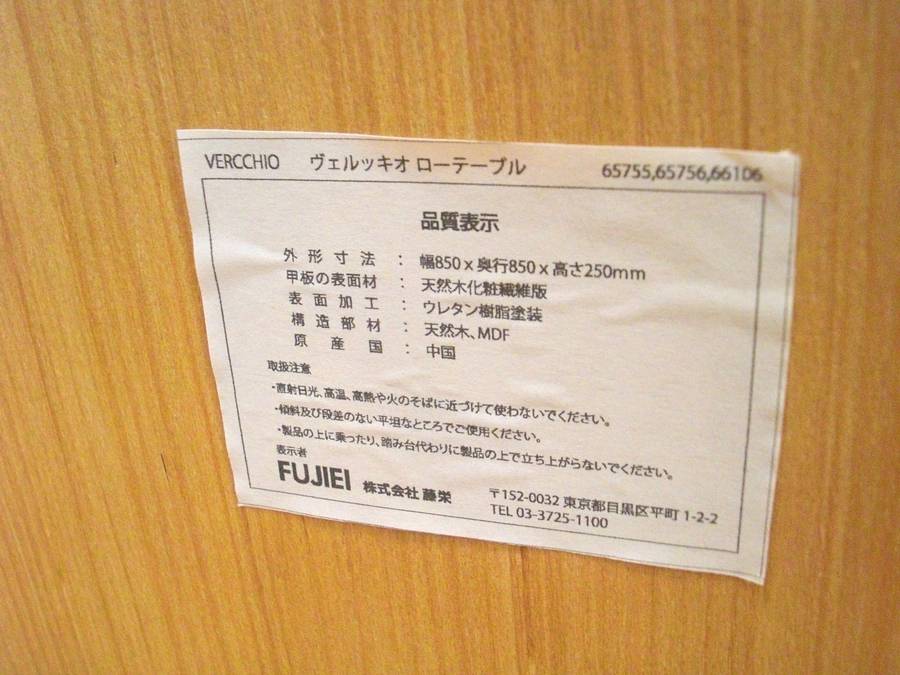 VERCCHIO ヴェルッキオ ローテーブル 65755,65756,66106
品質表示
外形寸法 : 幅850 x 奥行850 x 高さ250mm
甲板の表面材 : 天然木化粧繊維版
表面加工 : ウレタン樹脂塗装
構造部材 : 天然木、MDF
原産国 : 中国
取扱注意
・直射日光、高温、高熱や火のそばに近づけて使わないでください。
・傾斜及び段差のない平坦なところでご使用ください。
・製品の上に乗ったり、踏み台代わりに製品の上で立ち上がらないでください。
表示者
FUJIEI 株式会社 藤栄
〒152-0032 東京都目黒区平町 1-2-2
TEL 03-3725-1100